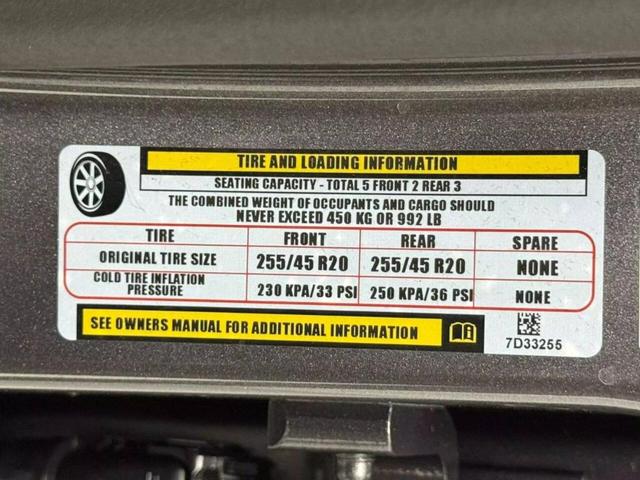 TIRE AND LOADING INFORMATION
SEATING CAPACITY - TOTAL 5 FRONT 2 REAR 3
THE COMBINED WEIGHT OF OCCUPANTS AND CARGO SHOULD
NEVER EXCEED 450 KG OR 992 LB
TIRE FRONT REAR SPARE
ORIGINAL TIRE SIZE 255/45 R20 255/45 R20 NONE
COLD TIRE INFLATION
PRESSURE 230 KPA/33 PSI 250 KPA/36 PSI NONE
SEE OWNERS MANUAL FOR ADDITIONAL INFORMATION
7D33255